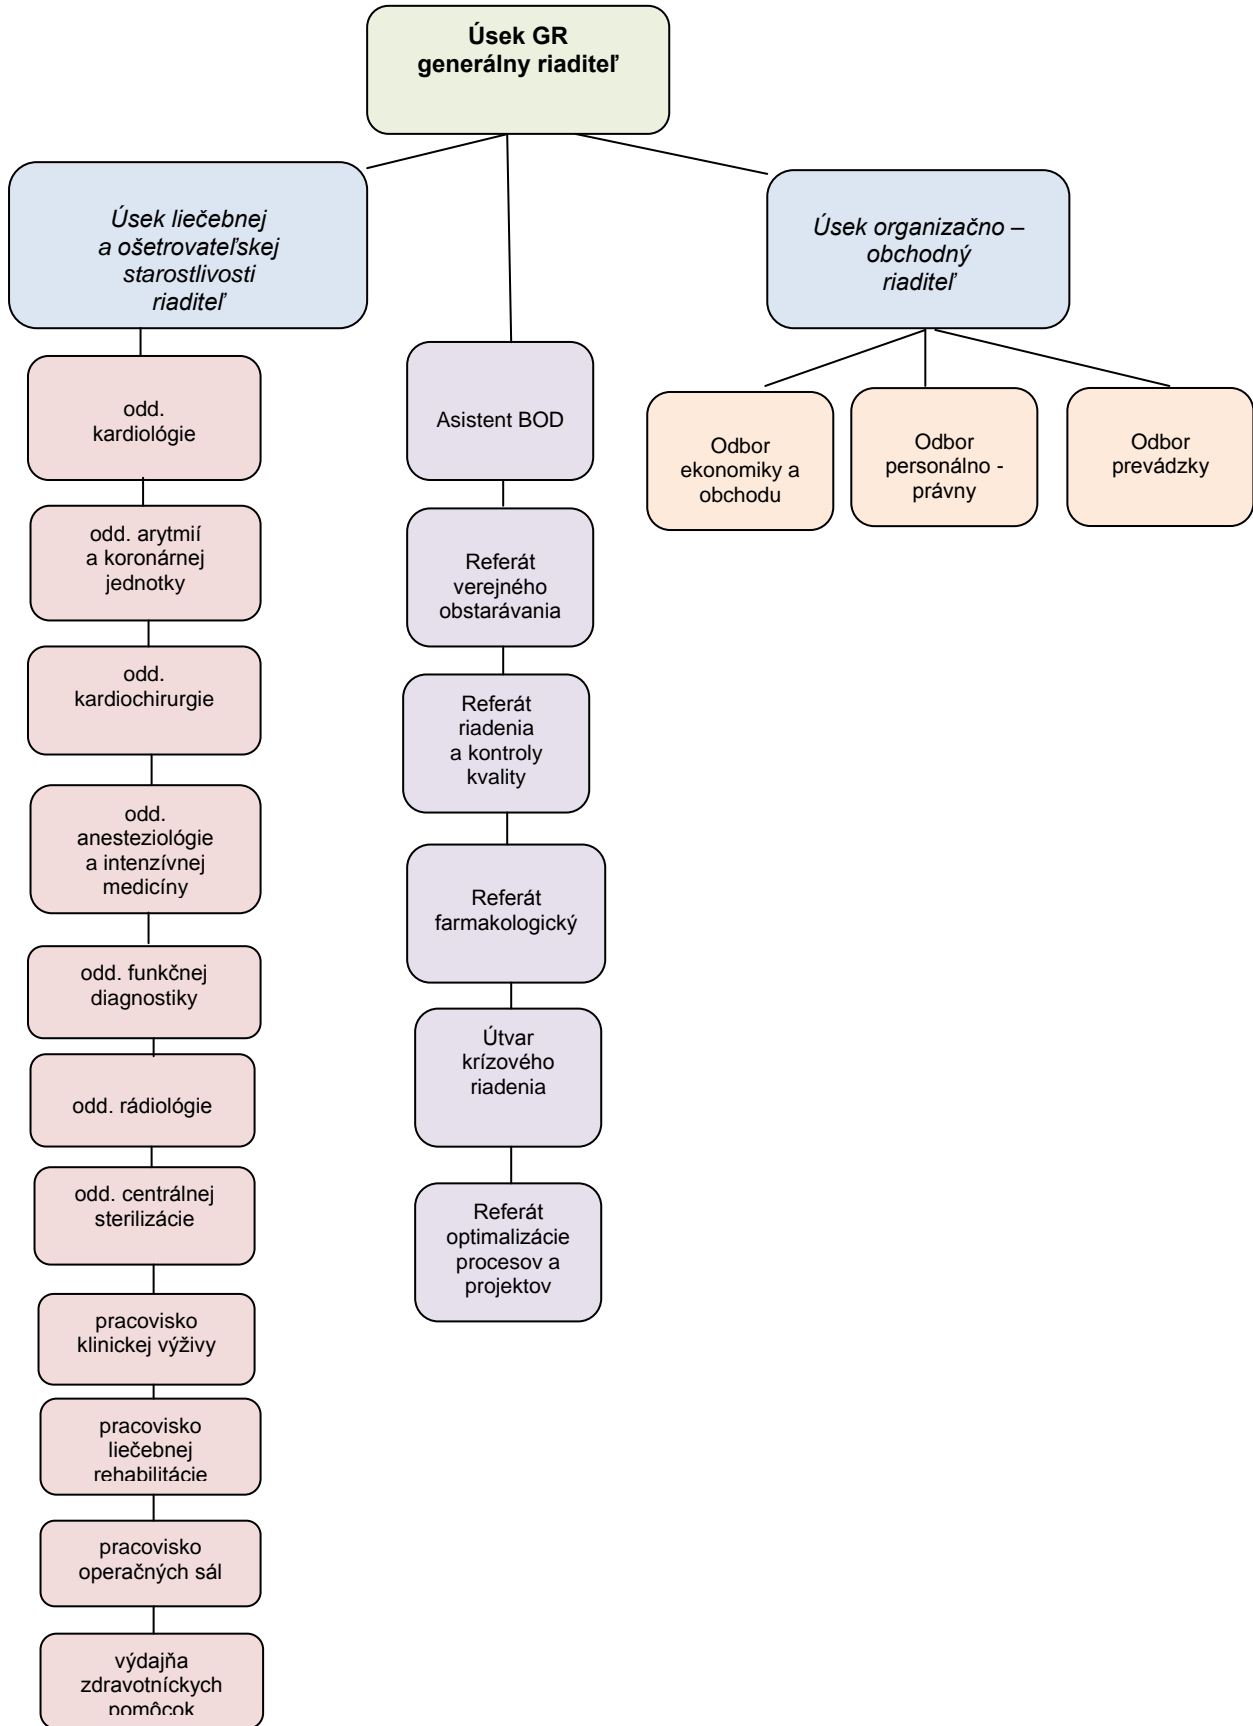 Úsek GR
generálny riaditeľ
Úsek liečebnej
a ošetrovateľskej
starostlivosti
riaditeľ
Úsek organizačno –
obchodný
riaditeľ
odd.
kardiológie
odd. arytmií
a koronárnej
jednotky
odd.
kardiochirurgie
odd.
anesteziológie
a intenzívnej
medicíny
odd. funkčnej
diagnostiky
odd. rádiológie
odd. centrálnej
sterilizácie
pracovisko
klinickej výživy
pracovisko
liečebnej
rehabilitácie
pracovisko
operačných sál
výdajňa
zdravotníckych
pomôcok
Asistent BOD
Referát
verejného
obstarávania
Referát
riadenia
a kontroly
kvality
Referát
farmakologický
Útvar
krízového
riadenia
Referát
optimalizácie
procesov a
projektov
Odbor
ekonomiky a
obchodu
Odbor
personálno -
právny
Odbor
prevádzky